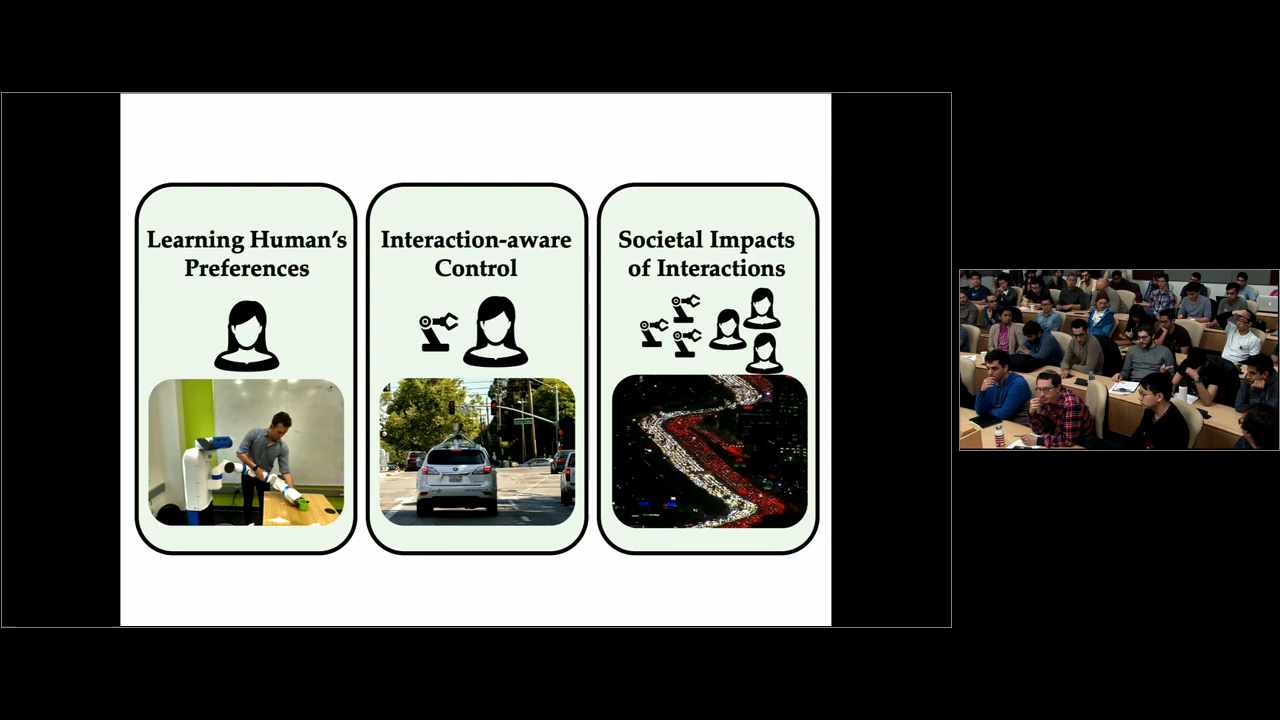 Learning Human's
Preferences
Interaction-aware
Control
Societal Impacts
of Interactions